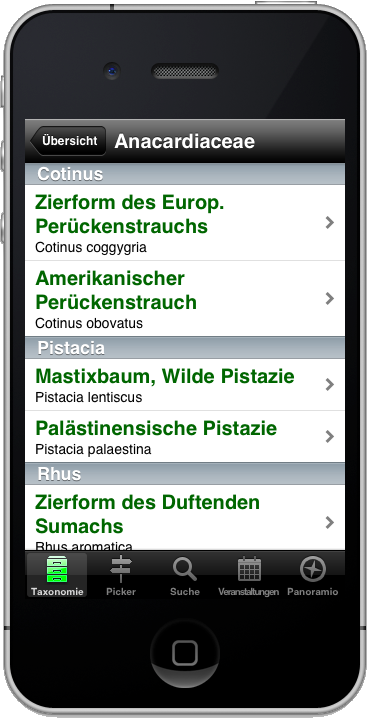 Übersicht
Anacardiaceae
Cotinus
Zierform des Europ.
Perückenstrauchs
Cotinus coggygria
Amerikanischer
Perückenstrauch
Cotinus obovatus
Pistacia
Mastixbaum, Wilde Pistazie
Pistacia lentiscus
Palästinensische Pistazie
Pistacia palaestina
Rhus
Zierform des Duftenden
Sumachs
Rhus aromatica
Taxonomie Picker Suche Veranstaltungen Panoramio